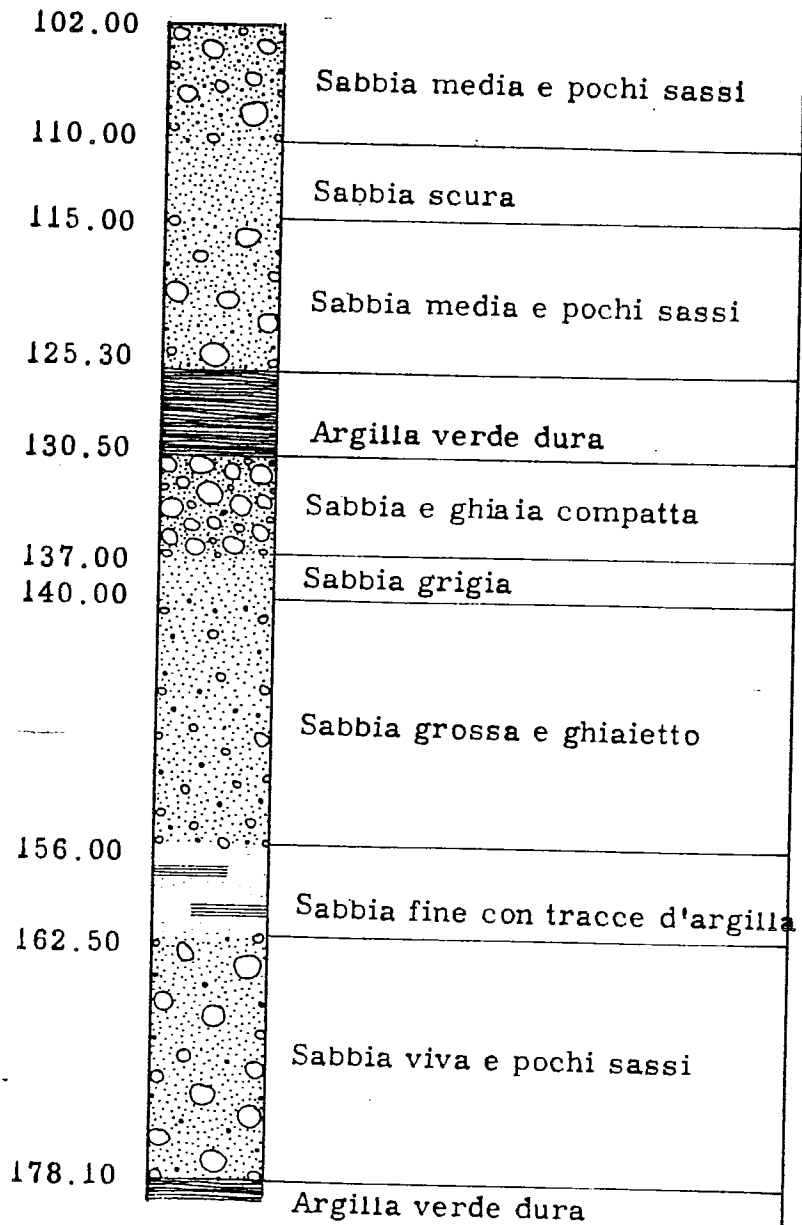 102.00
Sabbia media e pochi sassi
110.00
Sabbia scura
115.00
Sabbia media e pochi sassi
125.30
Argilla verde dura
130.50
Sabbia e ghiaia compatta
137.00
Sabbia grigia
140.00
Sabbia grossa e ghiaietto
156.00
Sabbia fine con tracce d'argilla
162.50
Sabbia viva e pochi sassi
178.10
Argilla verde dura